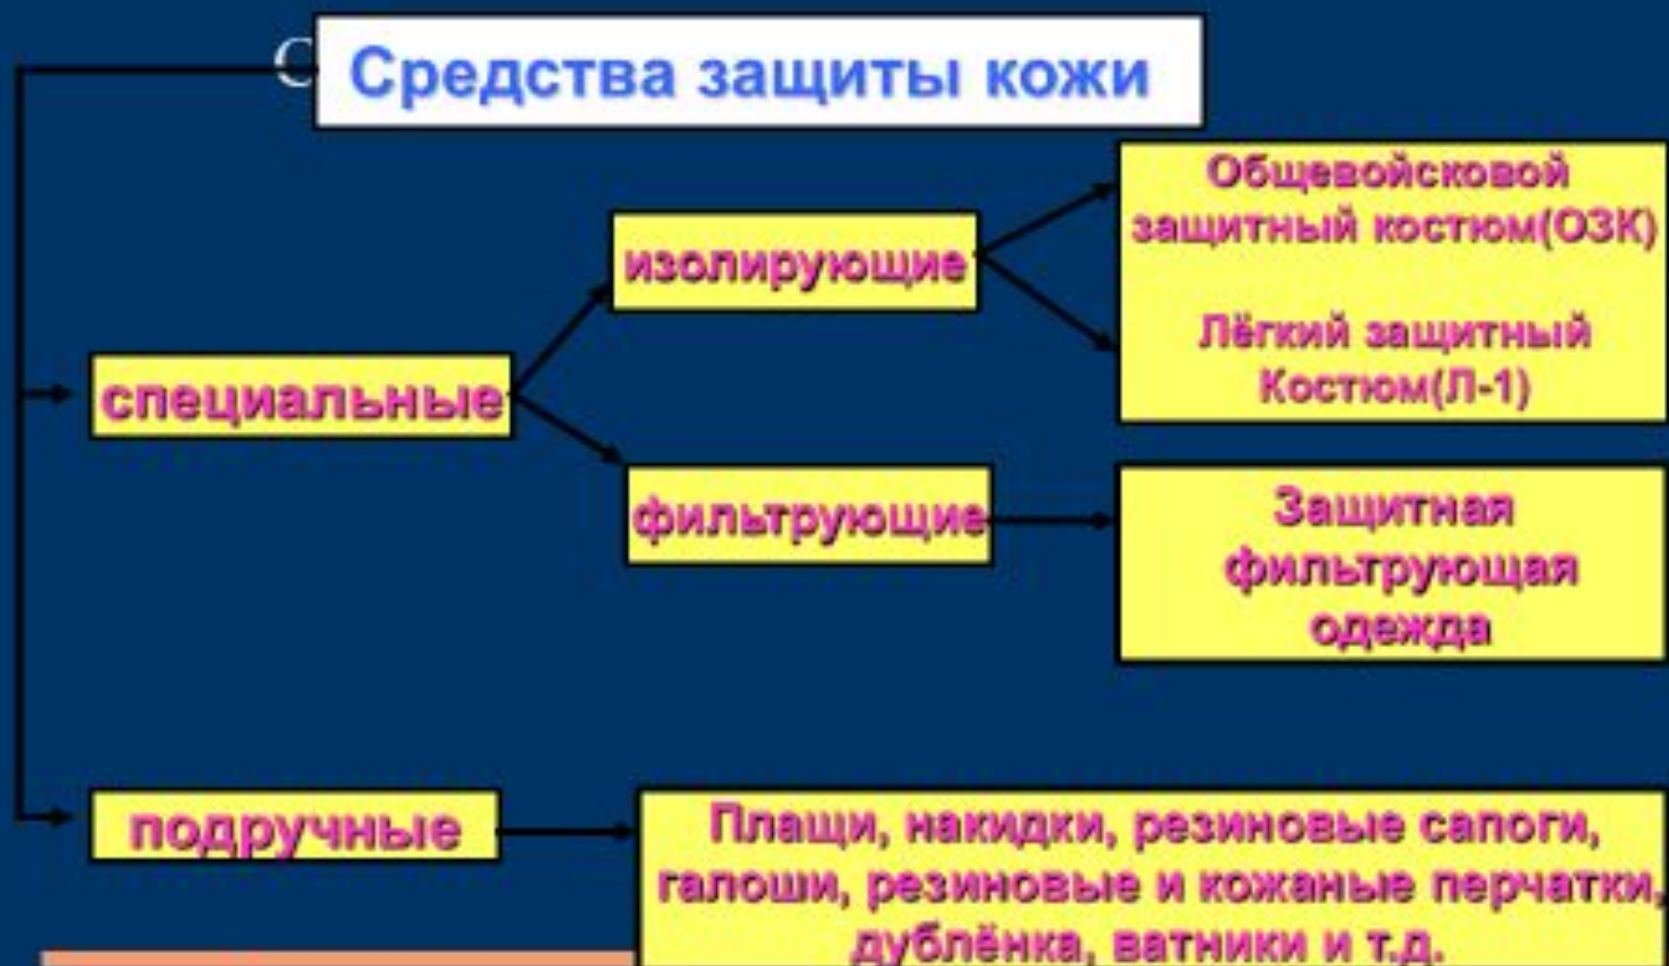 С
Средства защиты кожи
Общевойсковой
защитный костюм(ОЗК)
Лёгкий защитный
Костюм(Л-1)
изолирующие
специальные
фильтрующие
Защитная
фильтрующая
одежда
подручные
Плащи, накидки, резиновые сапоги,
галоши, резиновые и кожаные перчатки,
дублёнка, ватники и т.д.